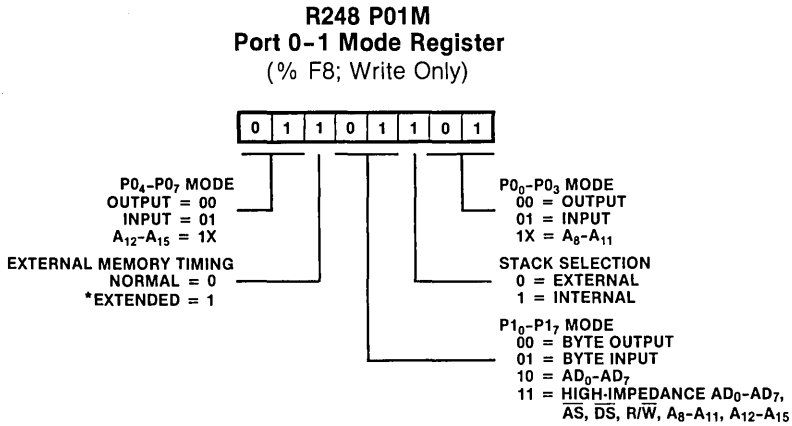 R248 P01M
Port 0-1 Mode Register
(% F8; Write Only)
0 1 1 0 1 1 0 1
P0₄-P0₇ MODE
OUTPUT = 00
INPUT = 01
A₁₂-A₁₅ = 1X
EXTERNAL MEMORY TIMING
NORMAL = 0
*EXTENDED = 1
P0₀-P0₃ MODE
00 = OUTPUT
01 = INPUT
1X = A₈-A₁₁
STACK SELECTION
0 = EXTERNAL
1 = INTERNAL
P1₀-P1₇ MODE
00 = BYTE OUTPUT
01 = BYTE INPUT
10 = AD₀-AD₇
11 = HIGH-IMPEDANCE AD₀-AD₇,
A̅S̅, D̅S̅, R/W̅, A₈-A₁₁, A₁₂-A₁₅